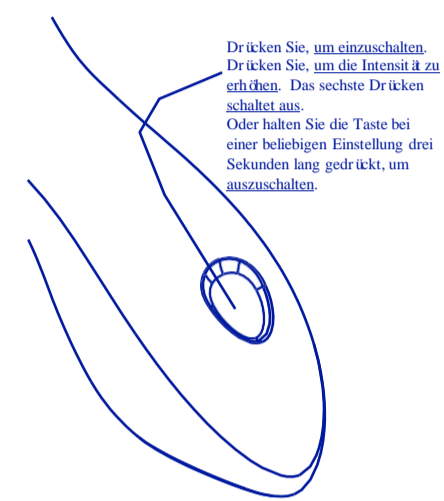 Drücken Sie, um einzuschalten.
Drücken Sie, um die Intensität zu
erhöhen. Das sechste Drücken
schaltet aus.
Oder halten Sie die Taste bei
einer beliebigen Einstellung drei
Sekunden lang gedrückt, um
auszuschalten.